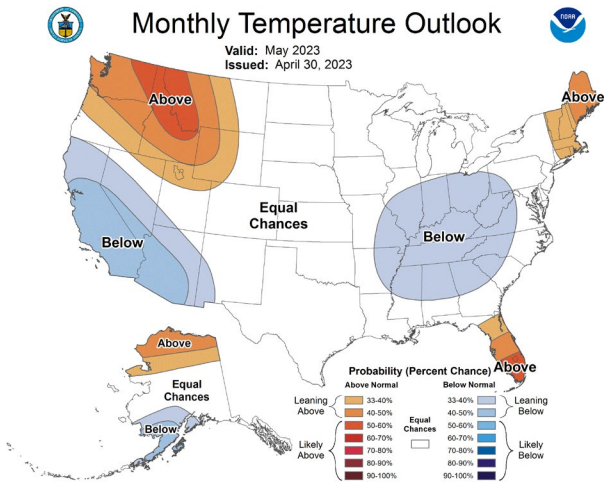 Monthly Temperature Outlook
NOAA
Valid: May 2023
Issued: April 30, 2023
Above
Above
Equal
Chances
Below
Below
Above
Above
Equal
Chances
Below
Probability (Percent Chance)
Above Normal
Below Normal
Leaning
Above
33-40%
40-50%
Likely
Above
50-60%
60-70%
70-80%
80-90%
90-100%
Equal
Chances
33-40%
40-50%
50-60%
60-70%
70-80%
80-90%
90-100%
Leaning
Below
Likely
Below